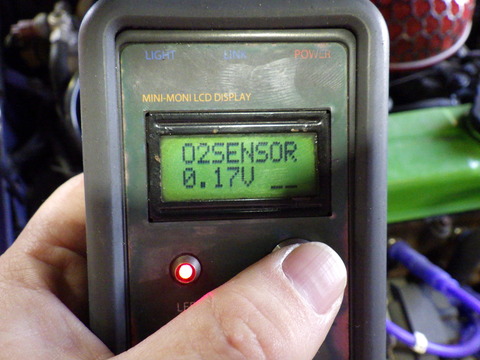 LIGHT LINK POWER
MINI-MONI LCD DISPLAY
O2SENSOR
0.17V __